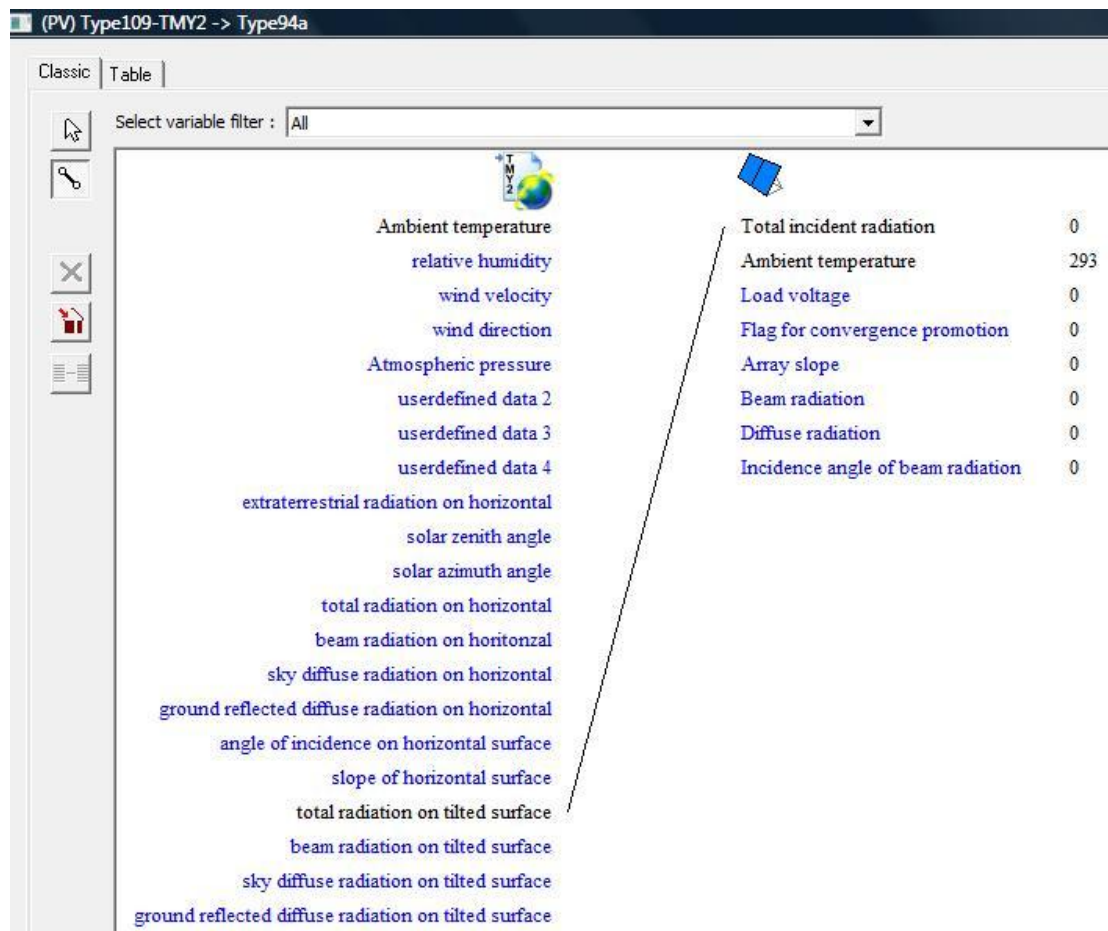 (PV) Type109-TMY2 -> Type94a
Classic Table
Select variable filter : All
TMY2
Ambient temperature
relative humidity
wind velocity
wind direction
Atmospheric pressure
userdefined data 2
userdefined data 3
userdefined data 4
extraterrestrial radiation on horizontal
solar zenith angle
solar azimuth angle
total radiation on horizontal
beam radiation on horitonzal
sky diffuse radiation on horizontal
ground reflected diffuse radiation on horizontal
angle of incidence on horizontal surface
slope of horizontal surface
total radiation on tilted surface
beam radiation on tilted surface
sky diffuse radiation on tilted surface
ground reflected diffuse radiation on tilted surface
Total incident radiation 0
Ambient temperature 293
Load voltage 0
Flag for convergence promotion 0
Array slope 0
Beam radiation 0
Diffuse radiation 0
Incidence angle of beam radiation 0